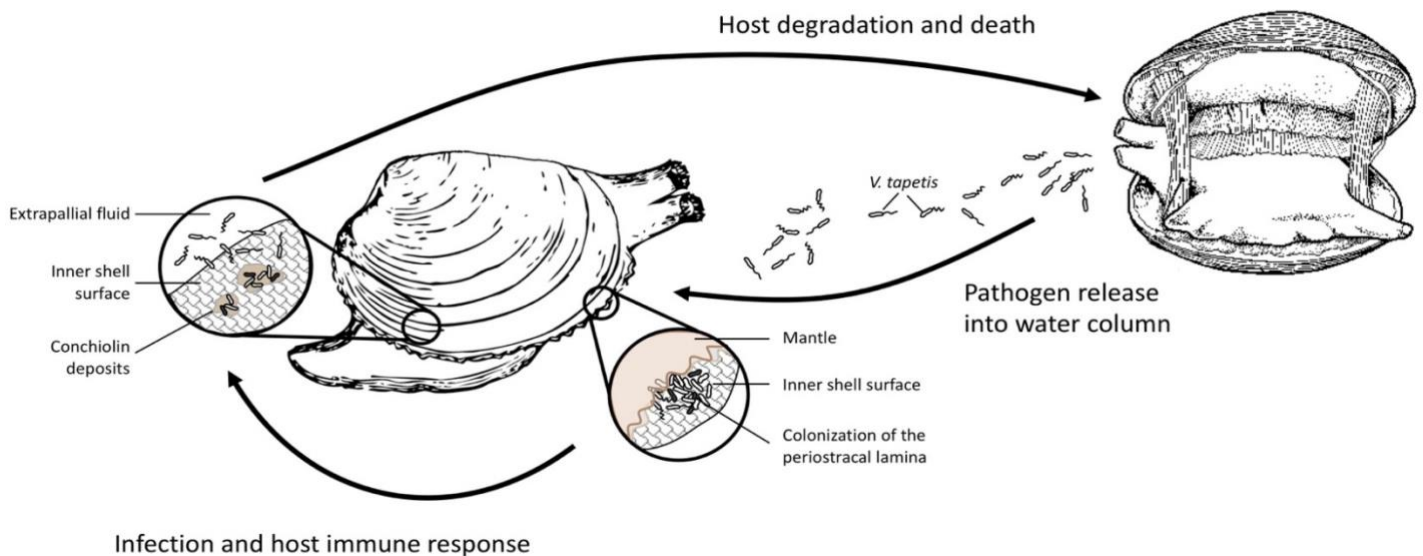 Host degradation and death
V. tapetis
Extrapallial fluid
Inner shell
surface
Conchiolin
deposits
Pathogen release
into water column
Mantle
Inner shell surface
Colonization of the
periostracal lamina
Infection and host immune response